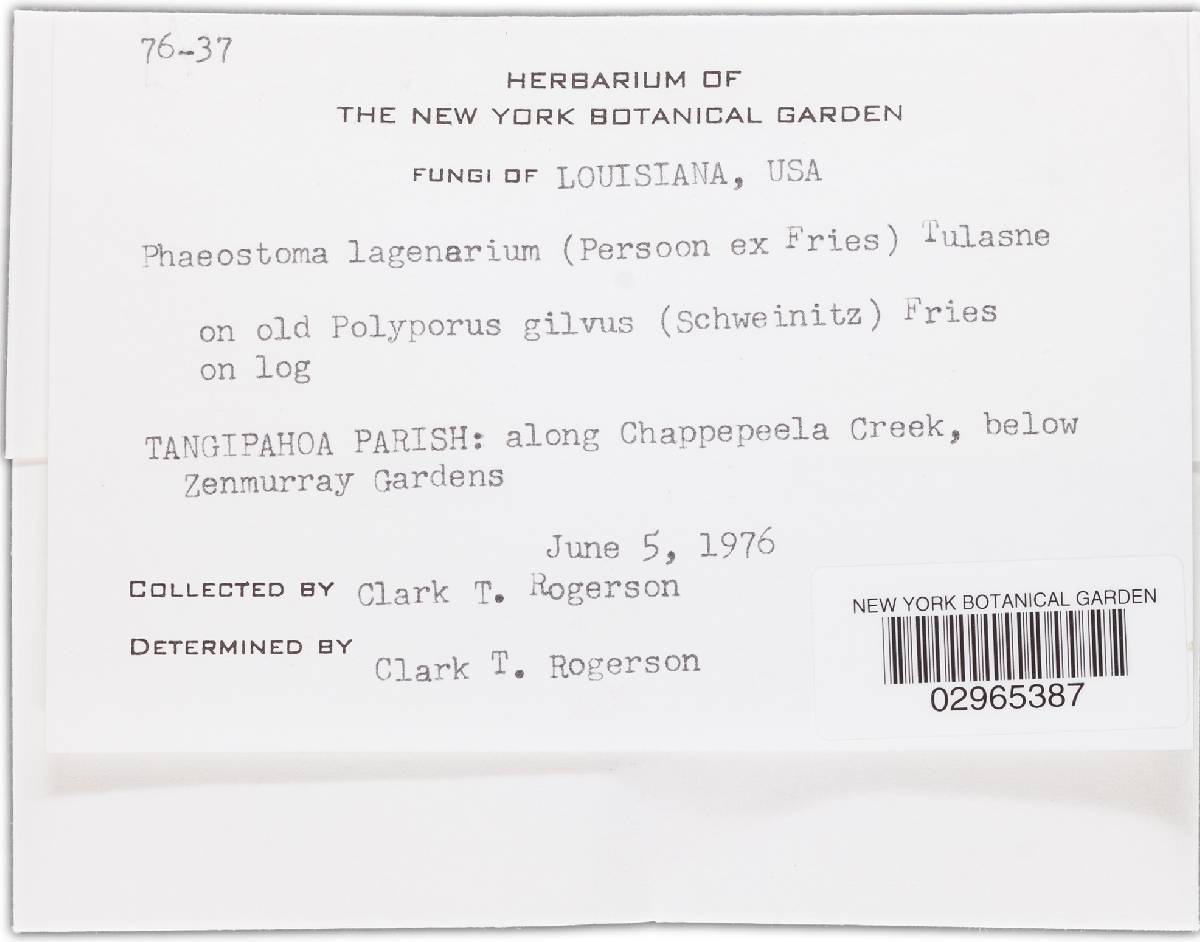 76-37
HERBARIUM OF
THE NEW YORK BOTANICAL GARDEN
FUNGI OF LOUISIANA, USA
Phaeostoma lagenarium (Persoon ex Fries) Tulasne
on old Polyporus gilvus (Schweinitz) Fries
on log
TANGIPAHOA PARISH: along Chappepeela Creek, below
Zenmurray Gardens
June 5, 1976
COLLECTED BY Clark T. Rogerson
DETERMINED BY Clark T. Rogerson
NEW YORK BOTANICAL GARDEN
02965387